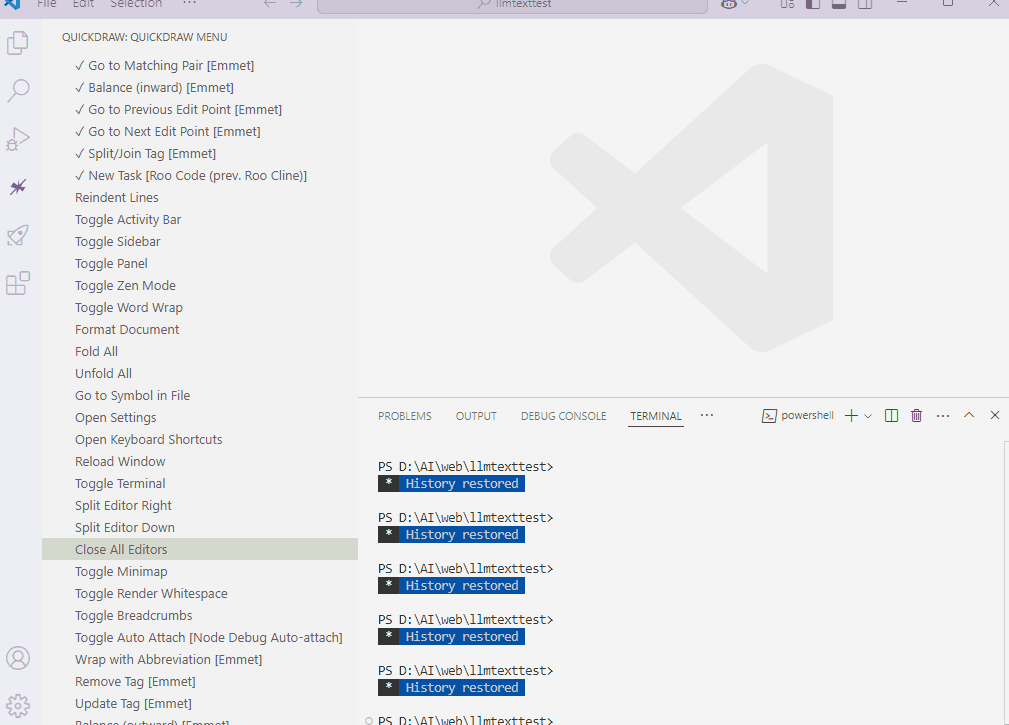 File Edit Selection ···
llmtexttest
QUICKDRAW: QUICKDRAW MENU
✓ Go to Matching Pair [Emmet]
✓ Balance (inward) [Emmet]
✓ Go to Previous Edit Point [Emmet]
✓ Go to Next Edit Point [Emmet]
✓ Split/Join Tag [Emmet]
✓ New Task [Roo Code (prev. Roo Cline)]
Reindent Lines
Toggle Activity Bar
Toggle Sidebar
Toggle Panel
Toggle Zen Mode
Toggle Word Wrap
Format Document
Fold All
Unfold All
Go to Symbol in File
Open Settings
Open Keyboard Shortcuts
Reload Window
Toggle Terminal
Split Editor Right
Split Editor Down
Close All Editors
Toggle Minimap
Toggle Render Whitespace
Toggle Breadcrumbs
Toggle Auto Attach [Node Debug Auto-attach]
Wrap with Abbreviation [Emmet]
Remove Tag [Emmet]
Update Tag [Emmet]
Balance (outward) [Emmet]
PROBLEMS OUTPUT DEBUG CONSOLE TERMINAL ··· powershell
PS D:\AI\web\llmtexttest>
* History restored
PS D:\AI\web\llmtexttest>
* History restored
PS D:\AI\web\llmtexttest>
* History restored
PS D:\AI\web\llmtexttest>
* History restored
PS D:\AI\web\llmtexttest>
* History restored
PS D:\AI\web\llmtexttest>